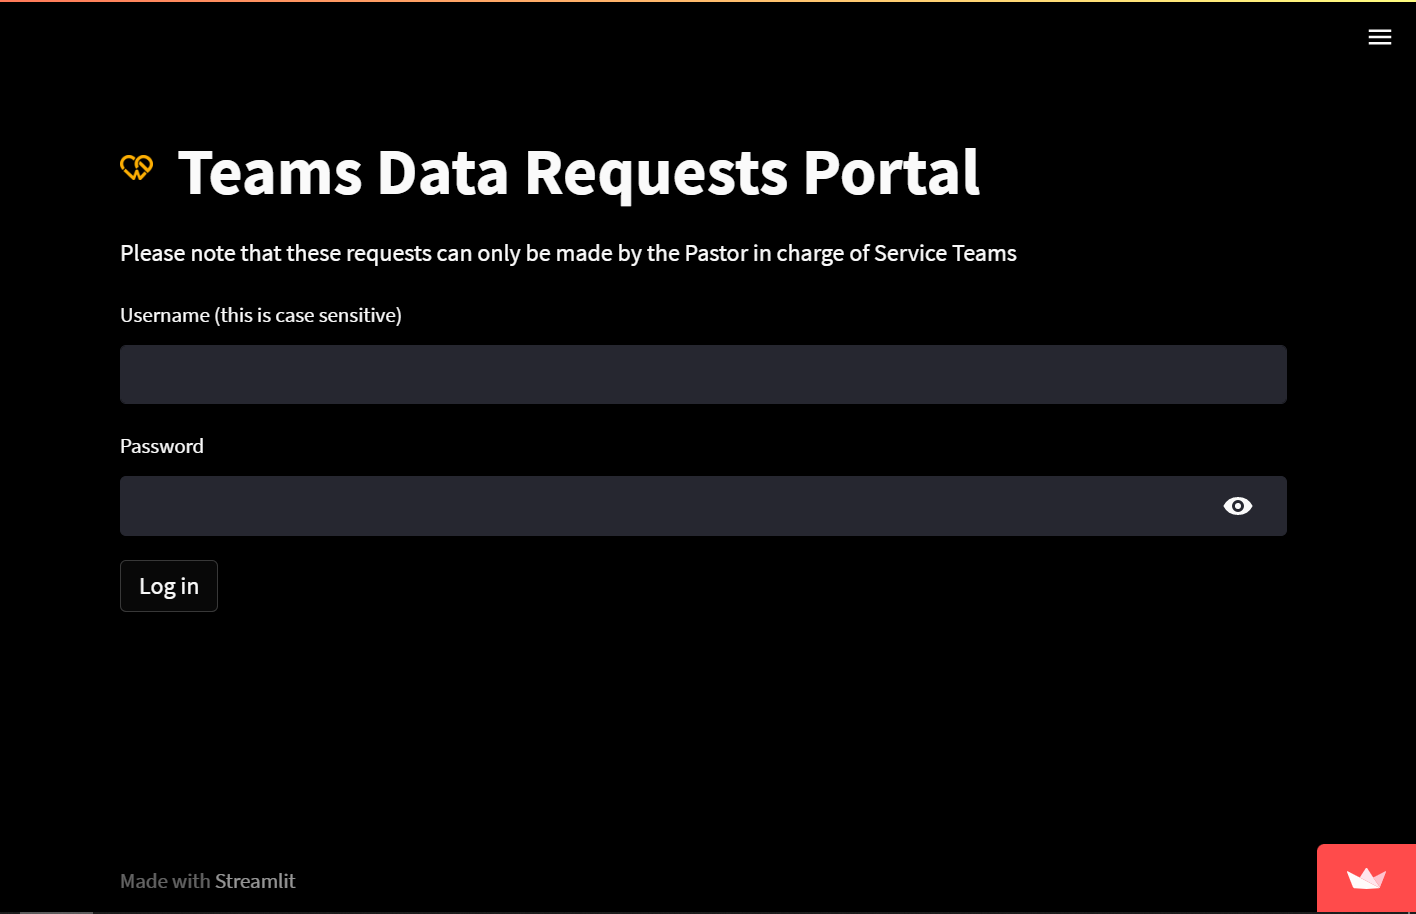 Teams Data Requests Portal
Please note that these requests can only be made by the Pastor in charge of Service Teams
Username (this is case sensitive)
Password
Log in
Made with Streamlit